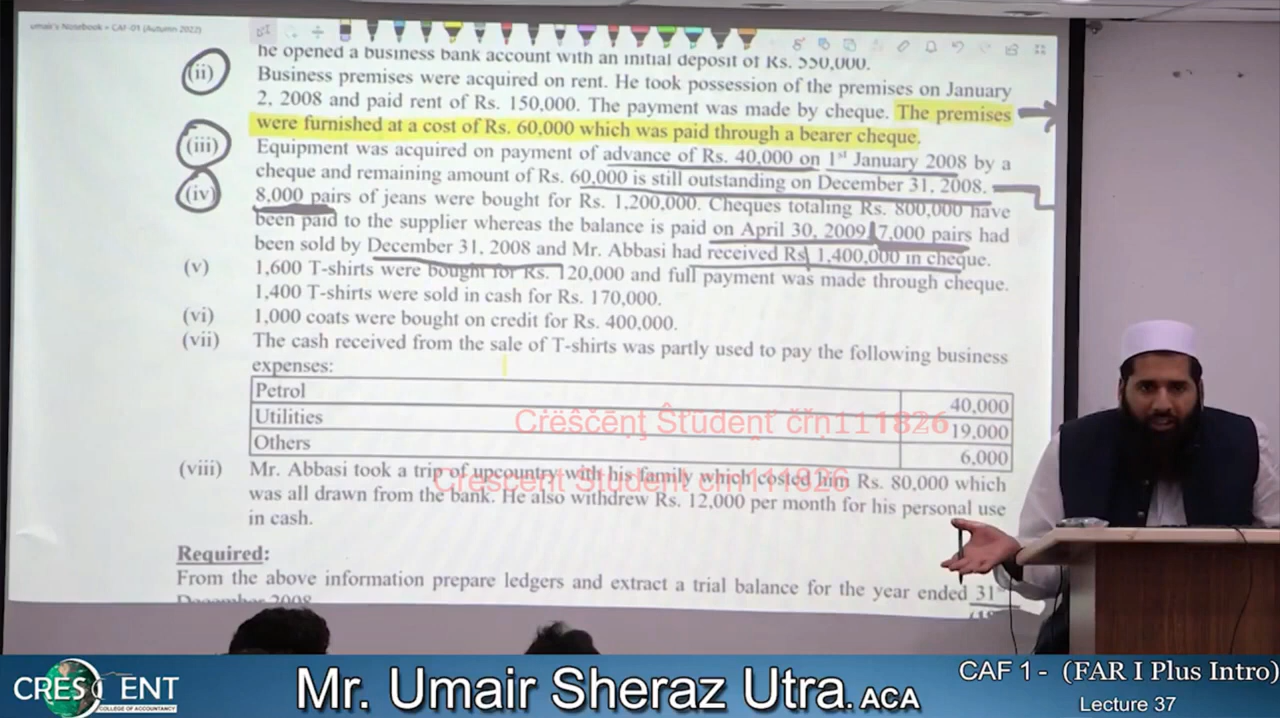 umair's Notebook > CAF-01 (Autumn 2022)
he opened a business bank account with an initial deposit of Rs. 550,000.
(ii) Business premises were acquired on rent. He took possession of the premises on January
2, 2008 and paid rent of Rs. 150,000. The payment was made by cheque. The premises
were furnished at a cost of Rs. 60,000 which was paid through a bearer cheque.
(iii) Equipment was acquired on payment of advance of Rs. 40,000 on 1st January 2008 by a
cheque and remaining amount of Rs. 60,000 is still outstanding on December 31, 2008.
(iv) 8,000 pairs of jeans were bought for Rs. 1,200,000. Cheques totaling Rs. 800,000 have
been paid to the supplier whereas the balance is paid on April 30, 2009. 7,000 pairs had
been sold by December 31, 2008 and Mr. Abbasi had received Rs. 1,400,000 in cheque.
(v) 1,600 T-shirts were bought for Rs. 120,000 and full payment was made through cheque.
1,400 T-shirts were sold in cash for Rs. 170,000.
(vi) 1,000 coats were bought on credit for Rs. 400,000.
(vii) The cash received from the sale of T-shirts was partly used to pay the following business
expenses:
Petrol 40,000
Utilities 19,000
Others 6,000
Crëšcēnţ Ŝtüdeņt čřņ111826
(viii) Mr. Abbasi took a trip of upcountry with his family which costed him Rs. 80,000 which
Crescent Student crn111826
was all drawn from the bank. He also withdrew Rs. 12,000 per month for his personal use
in cash.
Required:
From the above information prepare ledgers and extract a trial balance for the year ended 31st
December 2008
CRESCENT
COLLEGE OF ACCOUNTANCY
Mr. Umair Sheraz Utra. ACA
CAF 1 - (FAR I Plus Intro)
Lecture 37